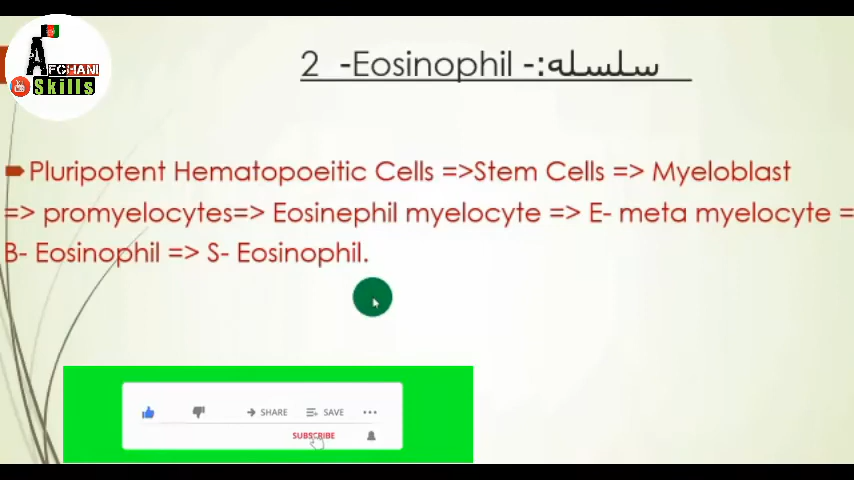 AFGHANI
Skills
2 -Eosinophil -:سلسله
Pluripotent Hematopoeitic Cells =>Stem Cells => Myeloblast
=> promyelocytes=> Eosinephil myelocyte => E- meta myelocyte =
B- Eosinophil => S- Eosinophil.
SHARE SAVE
SUBSCRIBE